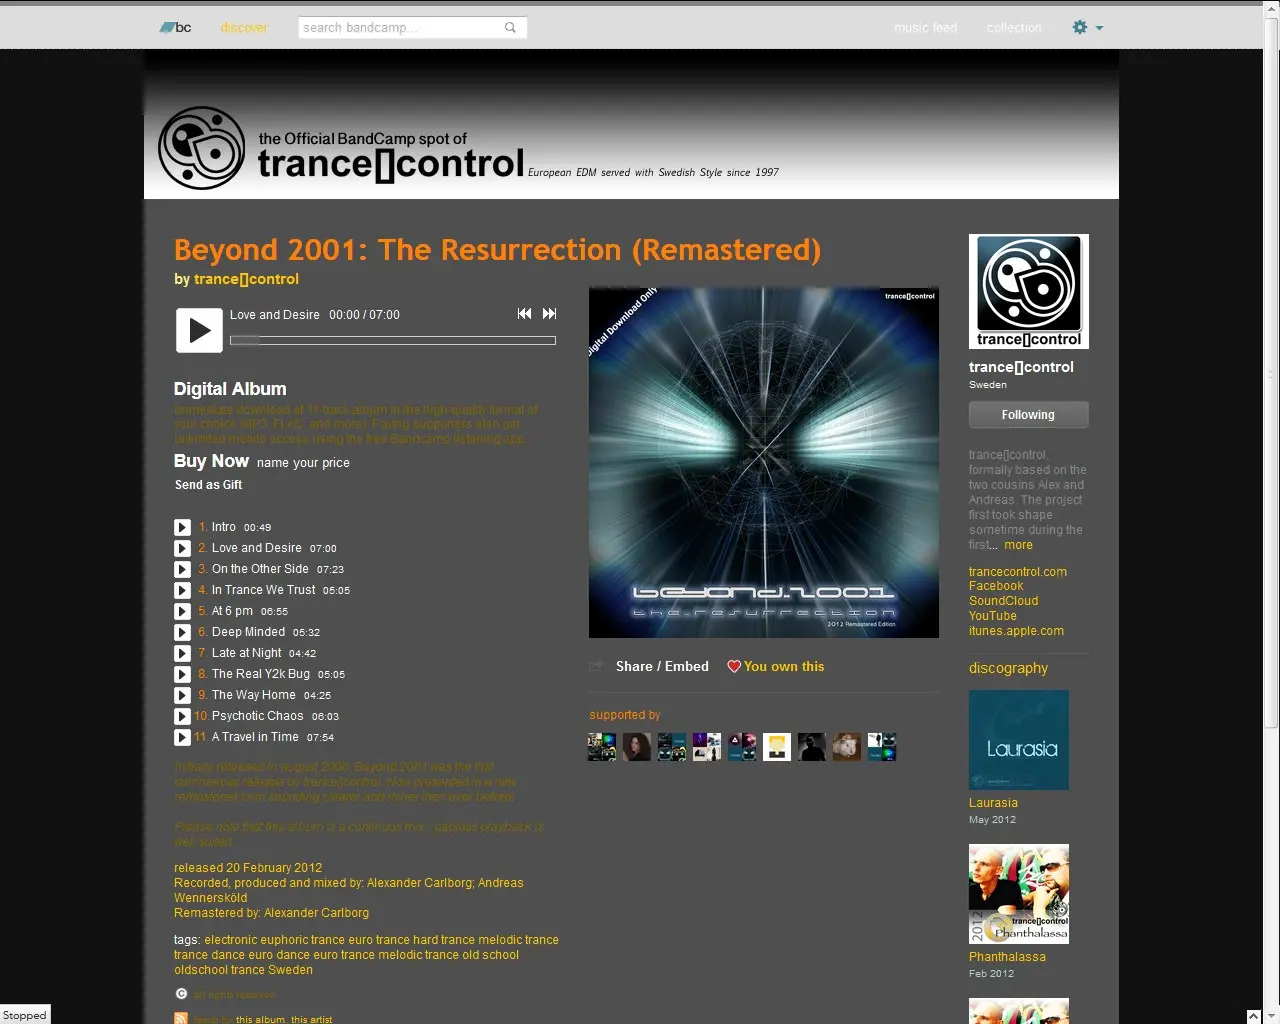 bc
discover
search bandcamp...
music feed
collection
the Official BandCamp spot of
trance[]control
European EDM served with Swedish Style since 1997
Beyond 2001: The Resurrection (Remastered)
by trance[]control
Love and Desire 00:00 / 07:00
Digital Album
Immediate download of 11-track album in the high-quality format of
your choice (MP3, FLAC, and more). Paying supporters also get
unlimited mobile access using the free Bandcamp listening app.
Buy Now name your price
Send as Gift
1. Intro 00:49
2. Love and Desire 07:00
3. On the Other Side 07:23
4. In Trance We Trust 05:05
5. At 6 pm 06:55
6. Deep Minded 05:32
7. Late at Night 04:42
8. The Real Y2k Bug 05:05
9. The Way Home 04:25
10. Psychotic Chaos 06:03
11. A Travel in Time 07:54
Initially released in august 2000, Beyond 2001 was the first
commercial release by trance[]control. Now presented in a new
remastered form sounding clearer and richer then ever before!
Please note that this album is a continuos mix - gapless playback is
well suited.
released 20 February 2012
Recorded, produced and mixed by: Alexander Carlborg; Andreas
Wennersköld
Remastered by: Alexander Carlborg
tags: electronic euphoric trance euro trance hard trance melodic trance
trance dance euro dance euro trance melodic trance old school
oldschool trance Sweden
all rights reserved
feeds for this album, this artist
Digital Download Only
trance[]control
beyond.2001
the.resurrection
2012 Remastered Edition
Share / Embed
You own this
supported by
trance[]control
trance[]control
Sweden
Following
trance[]control,
formally based on the
two cousins Alex and
Andreas. The project
first took shape
sometime during the
first... more
trancecontrol.com
Facebook
SoundCloud
YouTube
itunes.apple.com
discography
Laurasia
Laurasia
May 2012
2012
trance[]control
Phanthalassa
Phanthalassa
Feb 2012
Stopped